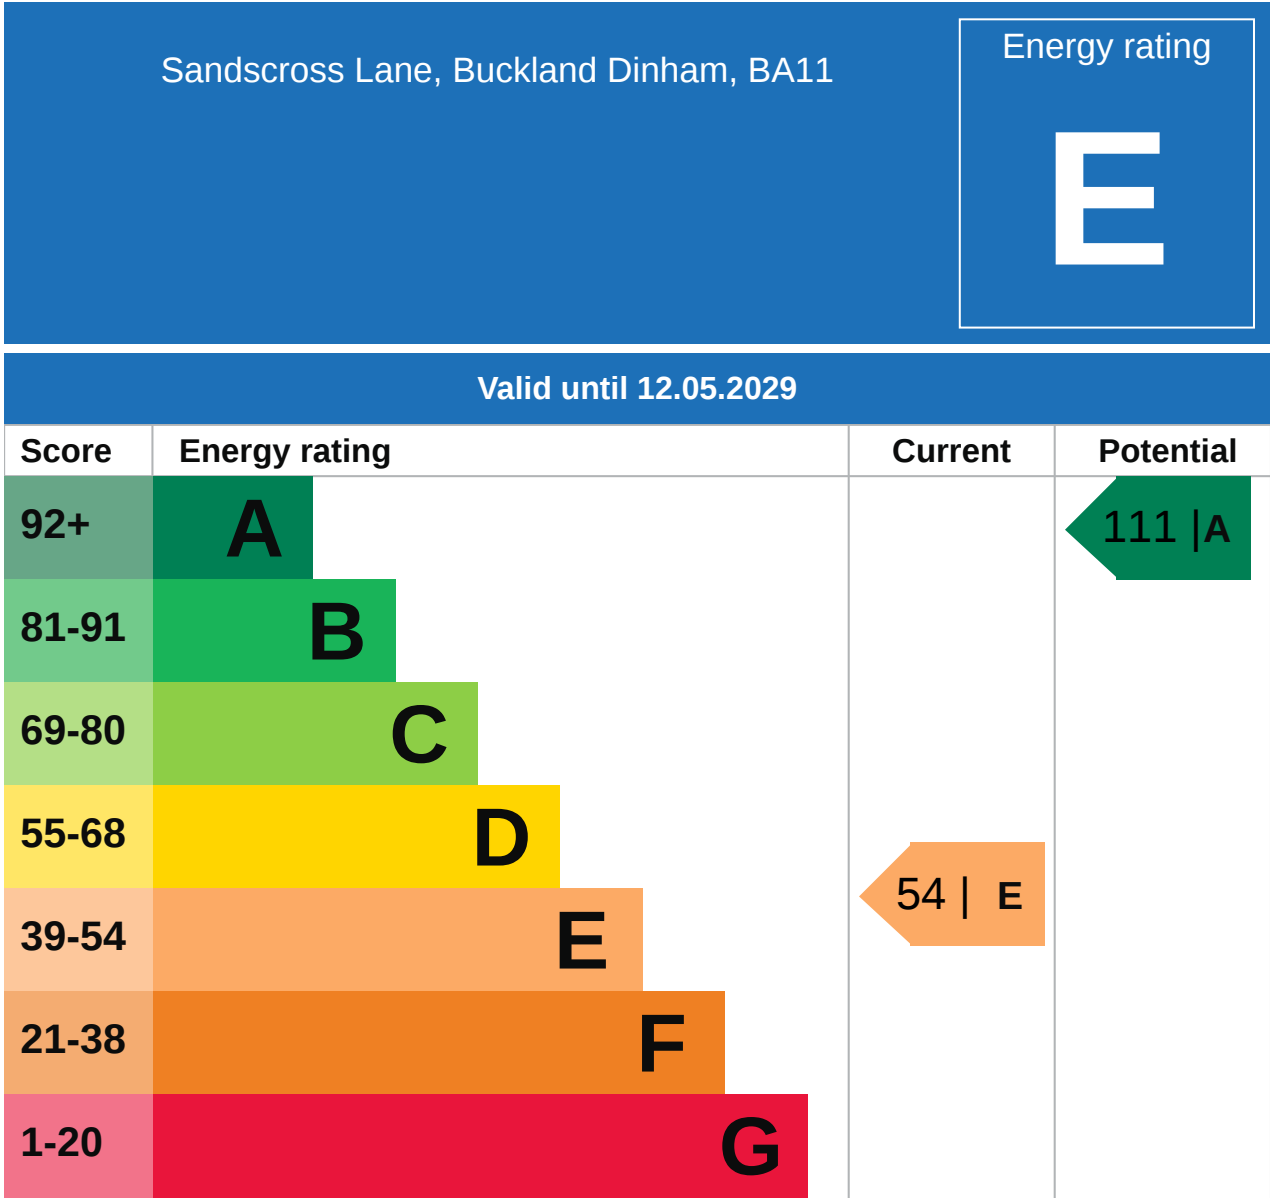 Sandscross Lane, Buckland Dinham, BA11
Energy rating
E
Valid until 12.05.2029
Score Energy rating Current Potential
92+ A 111 | A
81-91 B
69-80 C
55-68 D
54 | E
39-54 E
21-38 F
1-20 G